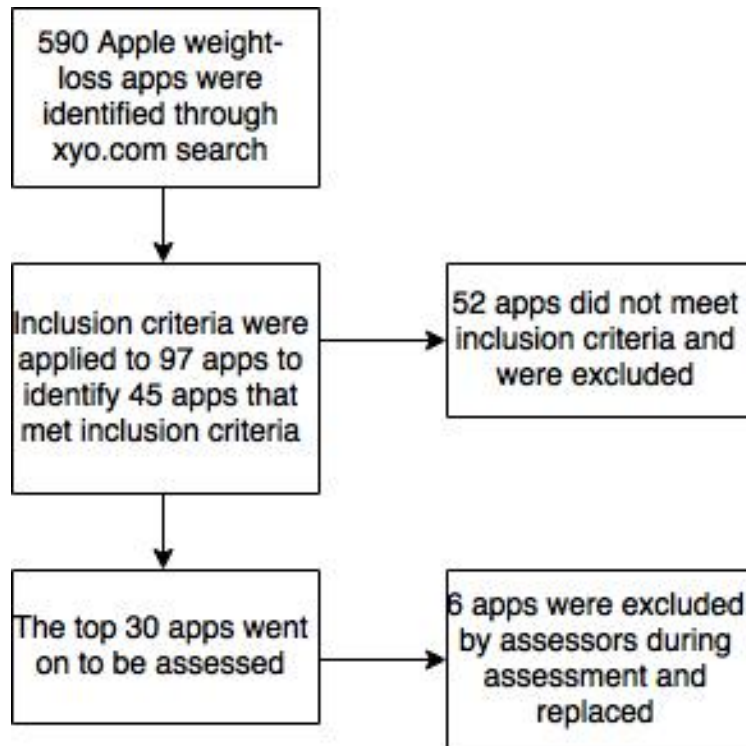 590 Apple weight-
loss apps were
identified through
xyo.com search
Inclusion criteria were
applied to 97 apps to
identify 45 apps that
met inclusion criteria
52 apps did not meet
inclusion criteria and
were excluded
The top 30 apps went
on to be assessed
6 apps were excluded
by assessors during
assessment and
replaced